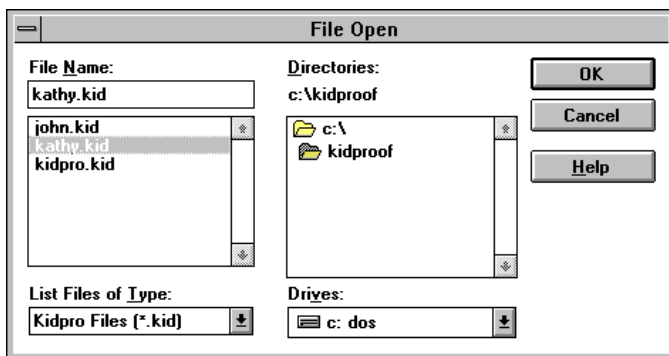 File Open
File Name:
kathy.kid
john.kid
kathy.kid
kidpro.kid
List Files of Type:
Kidpro Files (*.kid)
Directories:
c:\kidproof
c:\
kidproof
Drives:
c: dos
OK
Cancel
Help